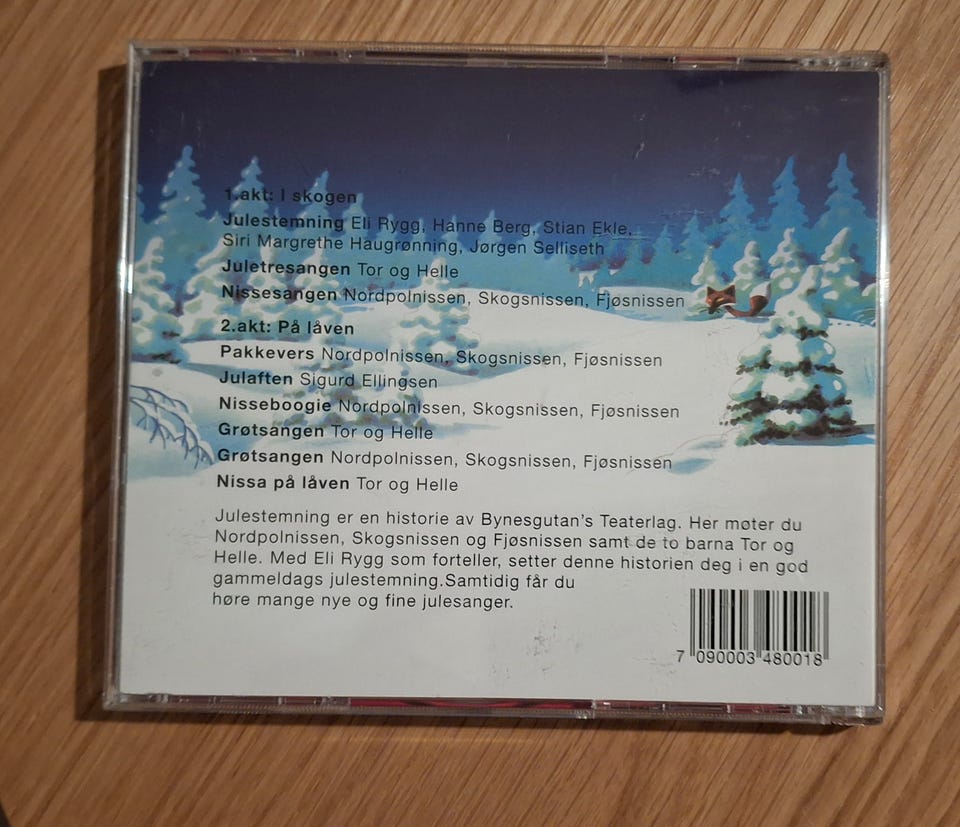 1.akt: I skogen
Julestemning Eli Rygg, Hanne Berg, Stian Ekle,
Siri Margrethe Haugrønning, Jørgen Selliseth
Juletresangen Tor og Helle
Nissesangen Nordpolnissen, Skogsnissen, Fjøsnissen
2.akt: På låven
Pakkevers Nordpolnissen, Skogsnissen, Fjøsnissen
Julaften Sigurd Ellingsen
Nisseboogie Nordpolnissen, Skogsnissen, Fjøsnissen
Grøtsangen Tor og Helle
Grøtsangen Nordpolnissen, Skogsnissen, Fjøsnissen
Nissa på låven Tor og Helle
Julestemning er en historie av Bynesgutan's Teaterlag. Her møter du
Nordpolnissen, Skogsnissen og Fjøsnissen samt de to barna Tor og
Helle. Med Eli Rygg som forteller, setter denne historien deg i en god
gammeldags julestemning.Samtidig får du
høre mange nye og fine julesanger.
7 090003 480018